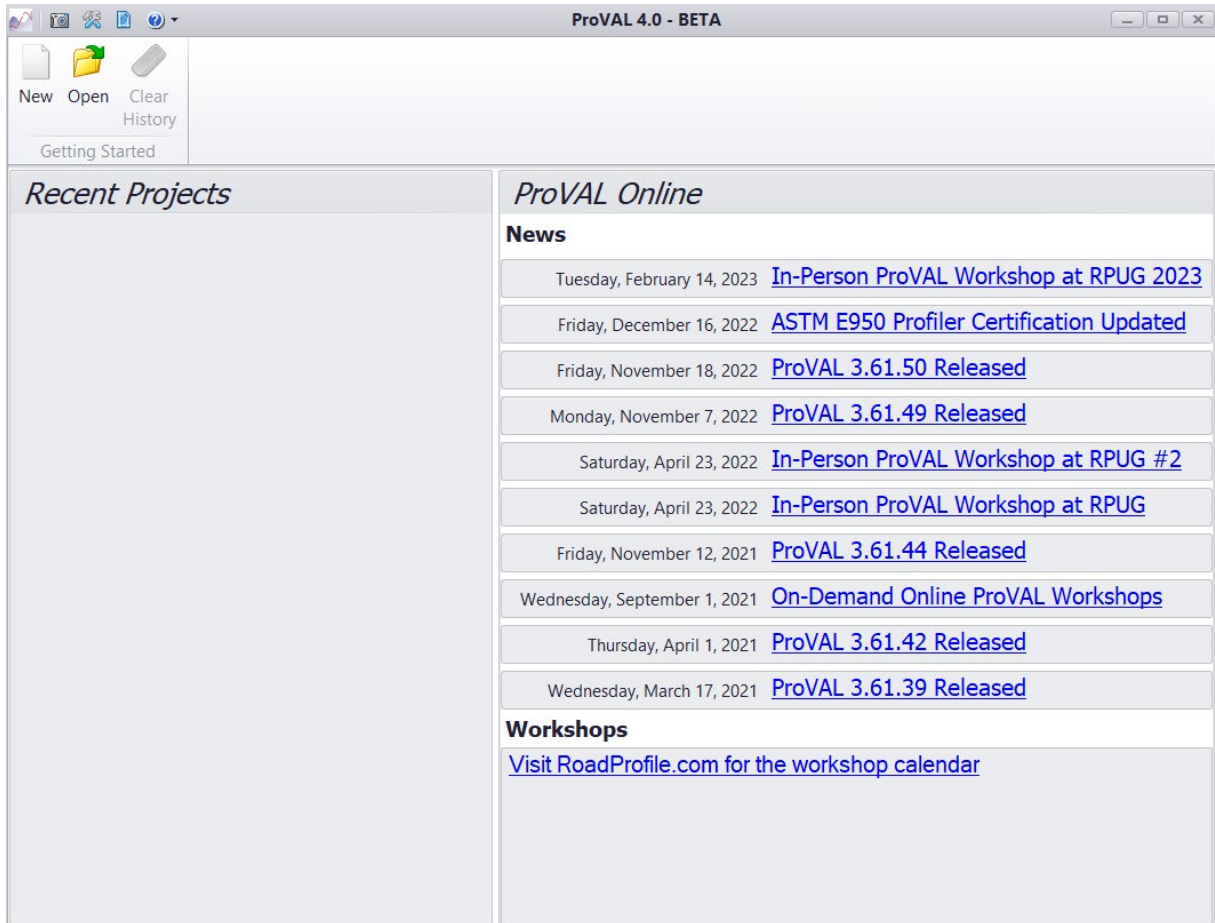 ProVAL 4.0 - BETA
New
Open
Clear
History
Getting Started
Recent Projects
ProVAL Online
News
Tuesday, February 14, 2023 In-Person ProVAL Workshop at RPUG 2023
Friday, December 16, 2022 ASTM E950 Profiler Certification Updated
Friday, November 18, 2022 ProVAL 3.61.50 Released
Monday, November 7, 2022 ProVAL 3.61.49 Released
Saturday, April 23, 2022 In-Person ProVAL Workshop at RPUG #2
Saturday, April 23, 2022 In-Person ProVAL Workshop at RPUG
Friday, November 12, 2021 ProVAL 3.61.44 Released
Wednesday, September 1, 2021 On-Demand Online ProVAL Workshops
Thursday, April 1, 2021 ProVAL 3.61.42 Released
Wednesday, March 17, 2021 ProVAL 3.61.39 Released
Workshops
Visit RoadProfile.com for the workshop calendar